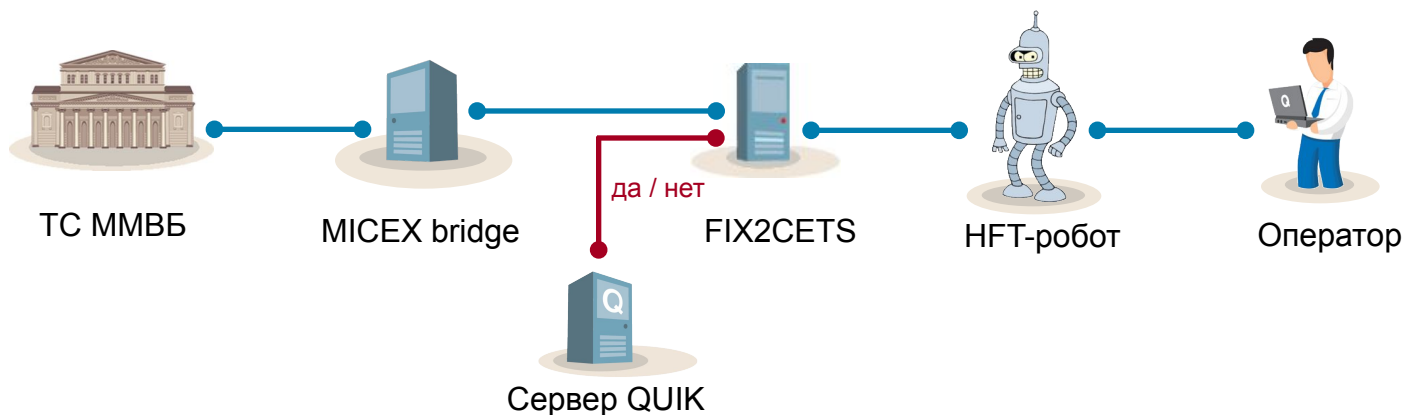 да / нет
ТС ММВБ
MICEX bridge
FIX2CETS
HFT-робот
Оператор
Q
Q
Сервер QUIK